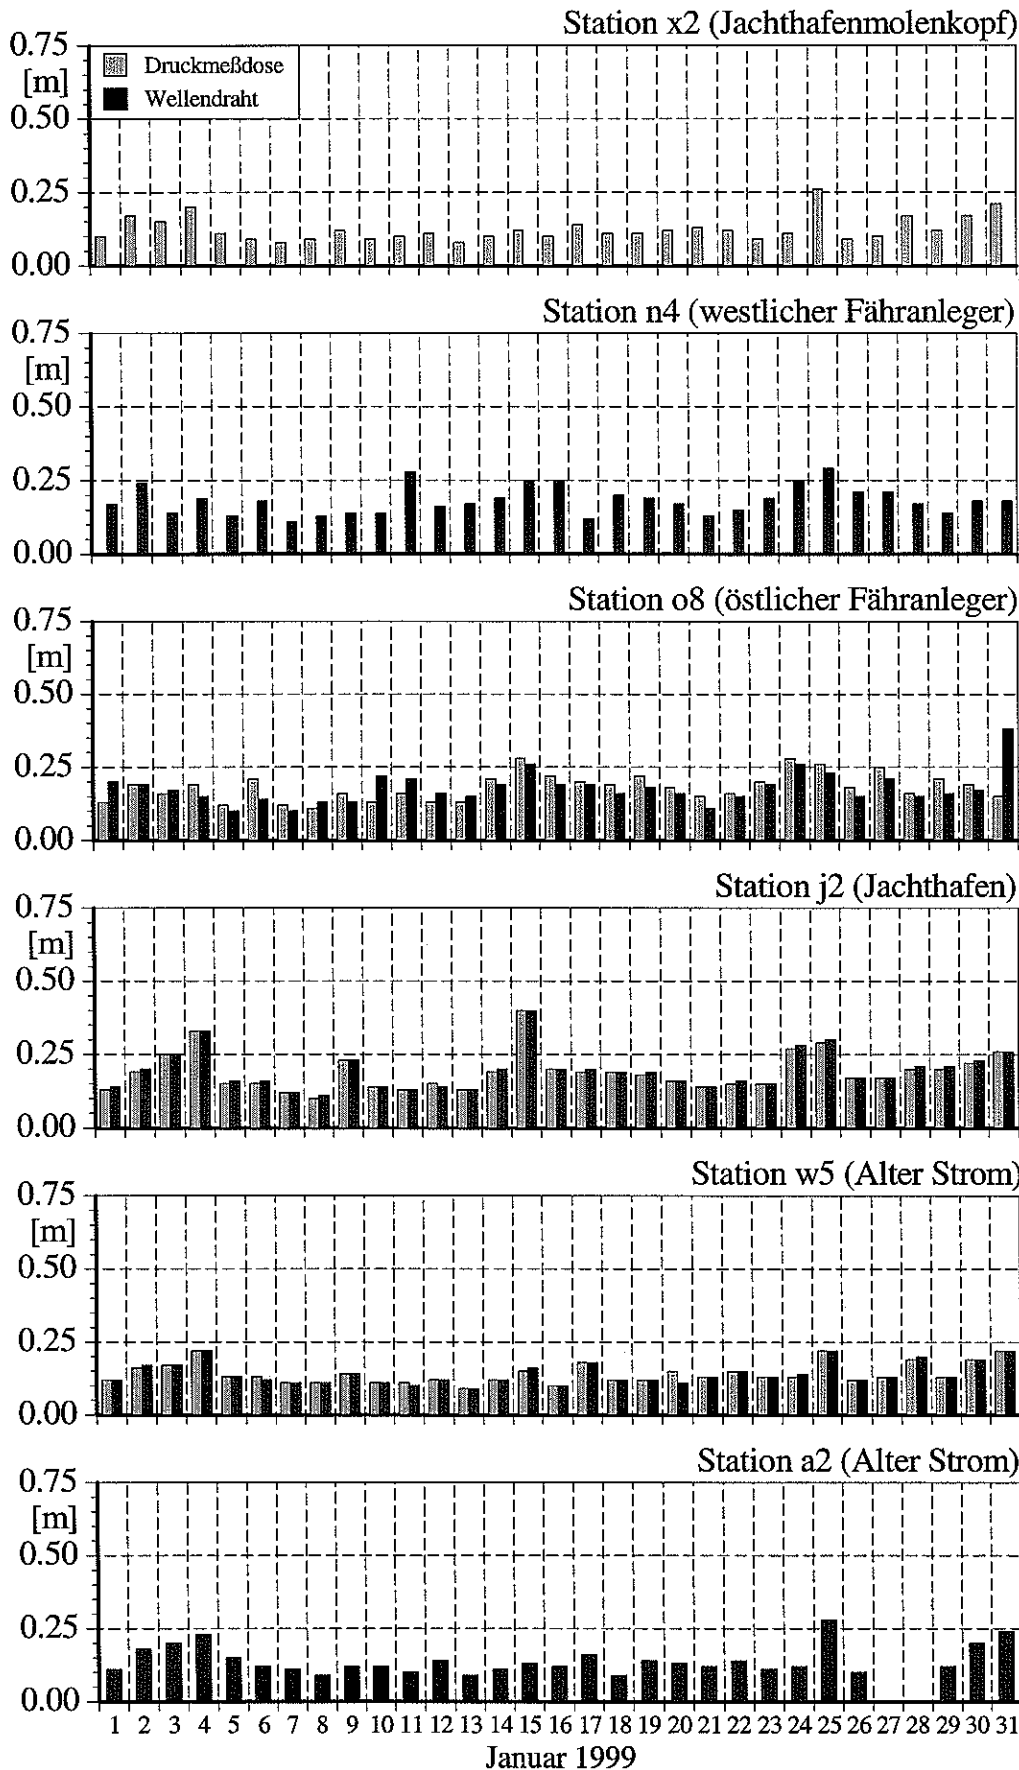 Station x2 (Jachthafenmolenkopf)
0.75
[m]
0.50
0.25
0.00
Druckmeßdose
Wellendraht
Station n4 (westlicher Fähranleger)
0.75
[m]
0.50
0.25
0.00
Station o8 (östlicher Fähranleger)
0.75
[m]
0.50
0.25
0.00
Station j2 (Jachthafen)
0.75
[m]
0.50
0.25
0.00
Station w5 (Alter Strom)
0.75
[m]
0.50
0.25
0.00
Station a2 (Alter Strom)
0.75
[m]
0.50
0.25
0.00
1 2 3 4 5 6 7 8 9 10 11 12 13 14 15 16 17 18 19 20 21 22 23 24 25 26 27 28 29 30 31
Januar 1999